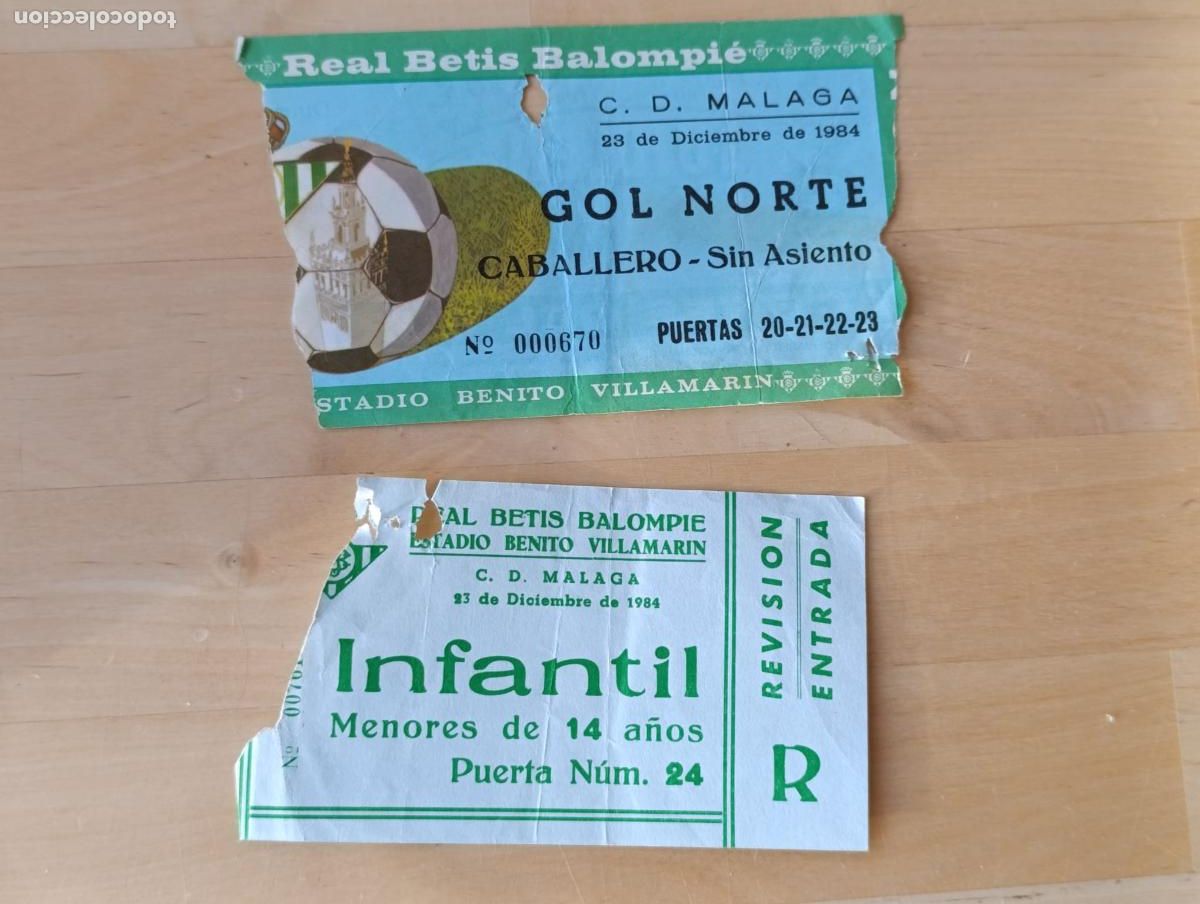 todocoleccion
Real Betis Balompié
C. D. MALAGA
23 de Diciembre de 1984
GOL NORTE
CABALLERO - Sin Asiento
Nº 000670 PUERTAS 20-21-22-23
STADIO BENITO VILLAMARIN
REAL BETIS BALOMPIE
ESTADIO BENITO VILLAMARIN
C. D. MALAGA
23 de Diciembre de 1984
Infantil
Menores de 14 años
Puerta Núm. 24
Nº 00701
REVISION
ENTRADA
R